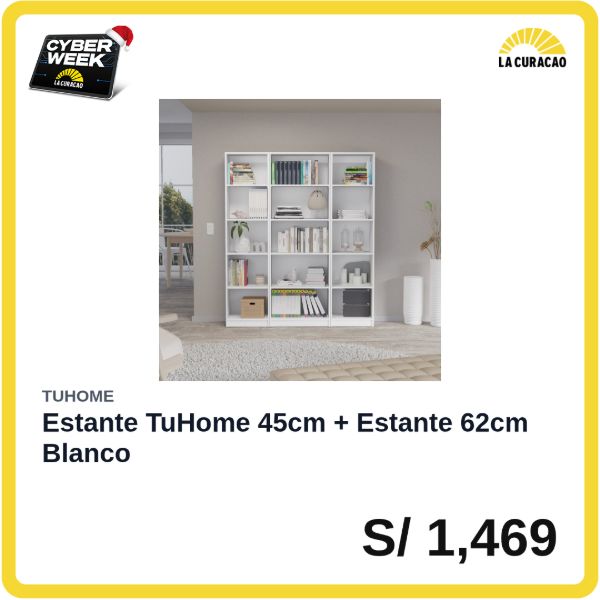 CYBER
WEEK
LA CURACAO
LA CURACAO
TUHOME
Estante TuHome 45cm + Estante 62cm
Blanco
S/ 1,469